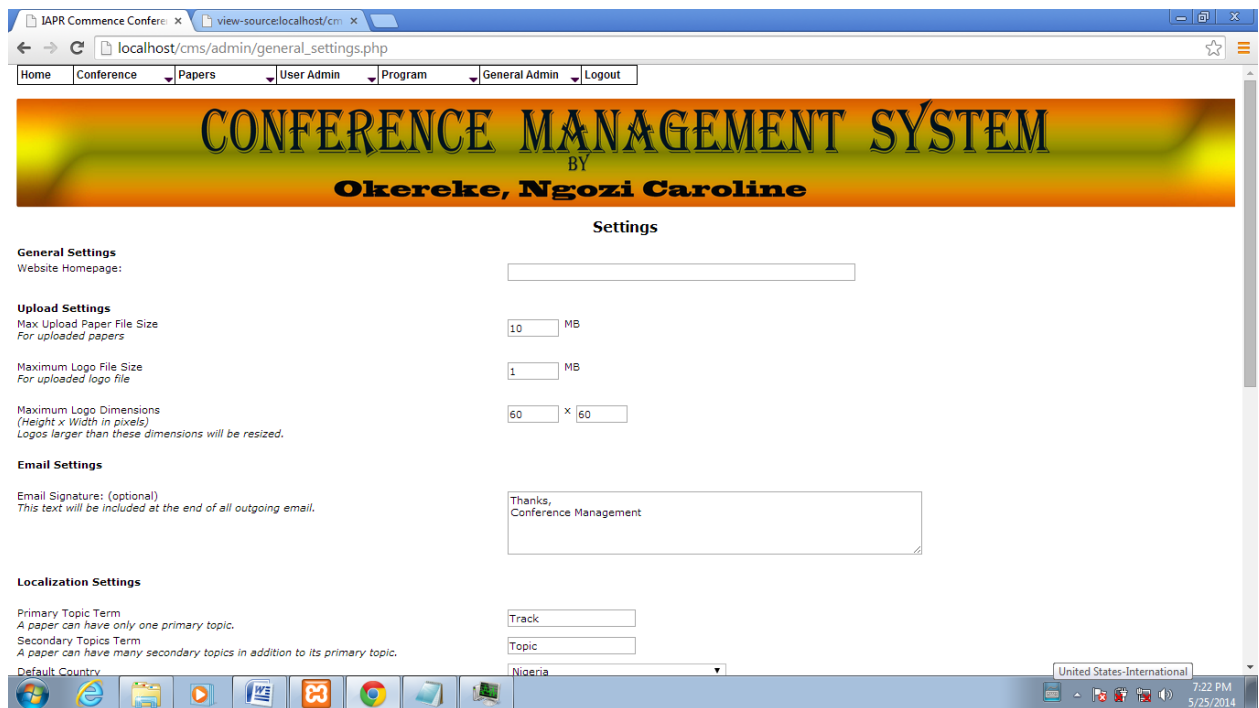 IAPR Commence Confere
view-source:localhost/cm
localhost/cms/admin/general_settings.php
Home Conference Papers User Admin Program General Admin Logout
CONFERENCE MANAGEMENT SYSTEM
BY
Okereke, Ngozi Caroline
Settings
General Settings
Website Homepage:
Upload Settings
Max Upload Paper File Size
For uploaded papers
10 MB
Maximum Logo File Size
For uploaded logo file
1 MB
Maximum Logo Dimensions
(Height x Width in pixels)
Logos larger than these dimensions will be resized.
60 x 60
Email Settings
Email Signature: (optional)
This text will be included at the end of all outgoing email.
Thanks,
Conference Management
Localization Settings
Primary Topic Term
A paper can have only one primary topic.
Track
Secondary Topics Term
A paper can have many secondary topics in addition to its primary topic.
Topic
Default Country
Nigeria
United States-International
7:22 PM
5/25/2014